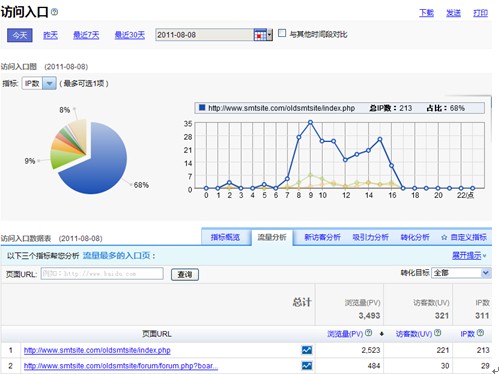 访问入口
下载 发送 打印
今天 昨天 最近7天 最近30天 2011-08-08 与其他时间段对比
访问入口图 (2011-08-08)
指标: IP数 (最多可选1项)
http://www.smtsite.com/oldsmtsite/index.php 总IP数:213 占比:68%
8%
9%
68%
35
28
21
14
7
0
0 1 2 3 4 5 6 7 8 9 10 11 12 13 14 15 16 17 18 20 22/点
访问入口数据表 (2011-08-08)
指标概览 流量分析 新访客分析 吸引力分析 转化分析 ☆ 自定义指标
以下三个指标帮您分析 流量最多的入口页:
展开提示
页面URL: 例如:http://www.baidu.com 查询 转化目标 全部
总计 浏览量(PV) 访客数(UV) IP数
3,493 321 311
页面URL 浏览量(PV) 访客数(UV) IP数
1 http://www.smtsite.com/oldsmtsite/index.php 2,523 221 213
2 http://www.smtsite.com/oldsmtsite/forum/forum.php?boar... 484 30 29